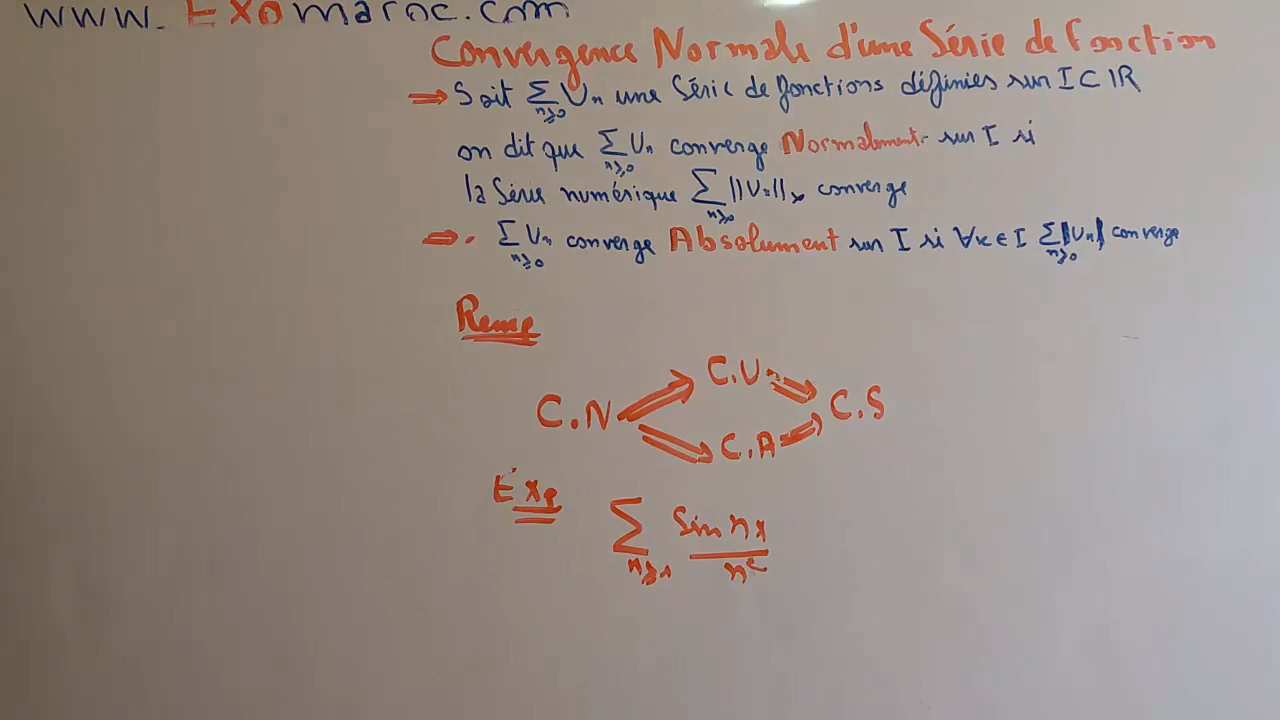 www.Exomaroc.com
Convergence Normale d'une Série de fonction
⇒ Soit ∑ Un une Série de fonctions définies sur I ⊂ IR
n≥0
on dit que ∑ Un converge Normalement sur I si
n≥0
la Série numérique ∑ ||Un||∞ converge
n≥0
⇒ . ∑ Un converge Absolument sur I si ∀x ∈ I ∑ |Un| converge
n≥0 n≥0
C.U
C.N C.S
C.A
Exp
∑ Sin nx
n≥1 n²